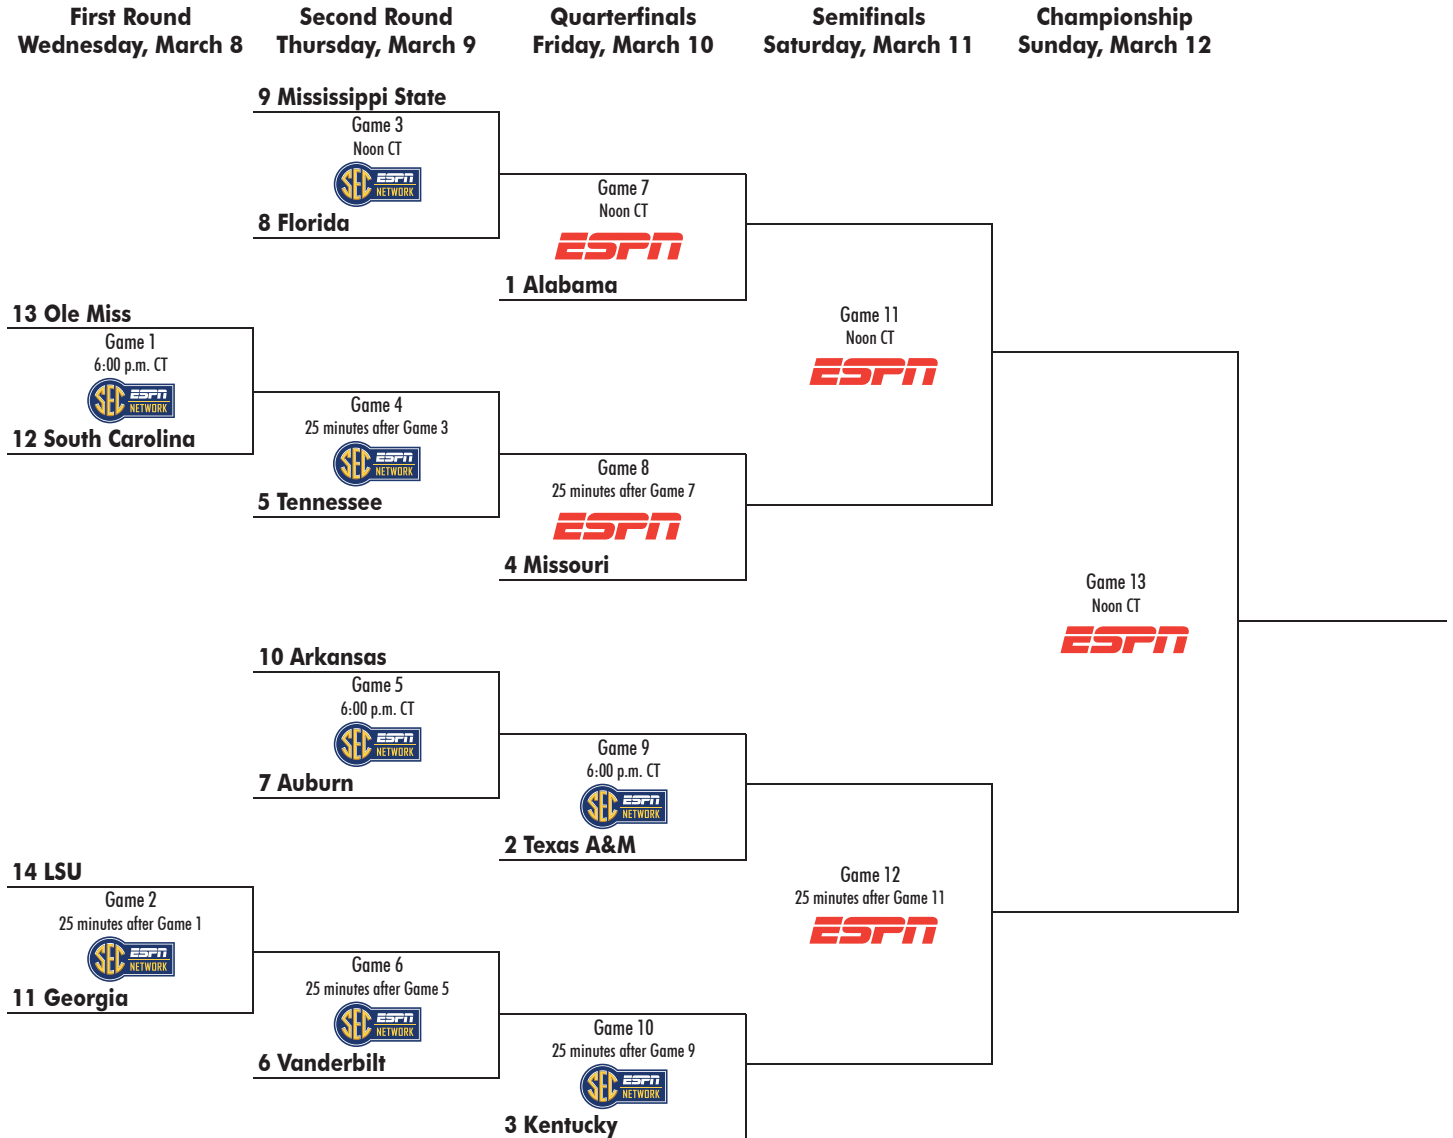 First Round
Wednesday, March 8
Second Round
Thursday, March 9
Quarterfinals
Friday, March 10
Semifinals
Saturday, March 11
Championship
Sunday, March 12
9 Mississippi State
Game 3
Noon CT
SEC ESPN NETWORK
8 Florida
Game 7
Noon CT
ESPN
1 Alabama
13 Ole Miss
Game 1
6:00 p.m. CT
SEC ESPN NETWORK
12 South Carolina
Game 4
25 minutes after Game 3
SEC ESPN NETWORK
5 Tennessee
Game 8
25 minutes after Game 7
ESPN
4 Missouri
Game 11
Noon CT
ESPN
Game 13
Noon CT
ESPN
10 Arkansas
Game 5
6:00 p.m. CT
SEC ESPN NETWORK
7 Auburn
Game 9
6:00 p.m. CT
SEC ESPN NETWORK
2 Texas A&M
14 LSU
Game 2
25 minutes after Game 1
SEC ESPN NETWORK
11 Georgia
Game 6
25 minutes after Game 5
SEC ESPN NETWORK
6 Vanderbilt
Game 10
25 minutes after Game 9
SEC ESPN NETWORK
3 Kentucky
Game 12
25 minutes after Game 11
ESPN